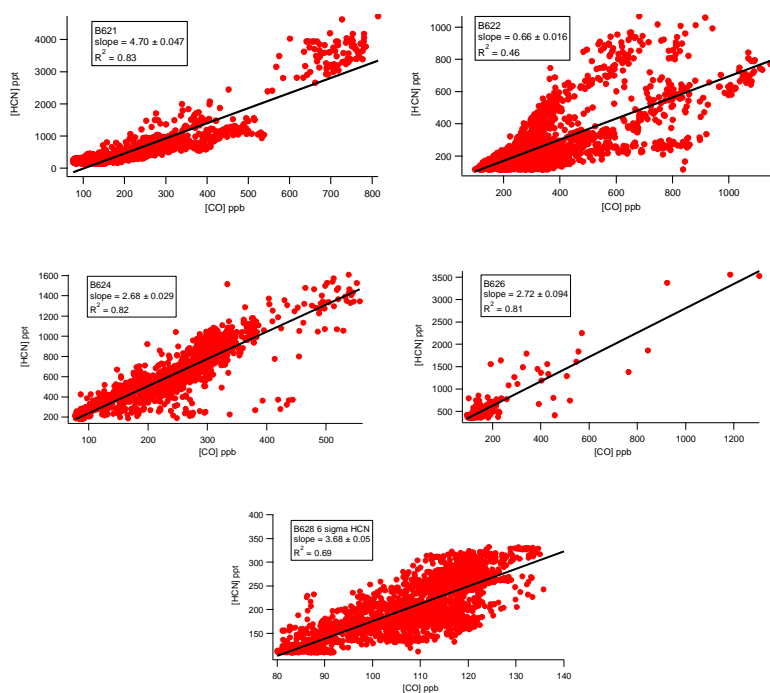 B621
slope = 4.70 ± 0.047
R² = 0.83
[HCN] ppt
4000
3000
2000
1000
0
100 200 300 400 500 600 700 800
[CO] ppb
B622
slope = 0.66 ± 0.016
R² = 0.46
[HCN] ppt
1000
800
600
400
200
200 400 600 800 1000
[CO] ppb
B624
slope = 2.68 ± 0.029
R² = 0.82
[HCN] ppt
1600
1400
1200
1000
800
600
400
200
100 200 300 400 500
[CO] ppb
B626
slope = 2.72 ± 0.094
R² = 0.81
[HCN] ppt
3500
3000
2500
2000
1500
1000
500
200 400 600 800 1000 1200
[CO] ppb
B628 6 sigma HCN
slope = 3.68 ± 0.05
R² = 0.69
[HCN] ppt
400
350
300
250
200
150
80 90 100 110 120 130 140
[CO] ppb